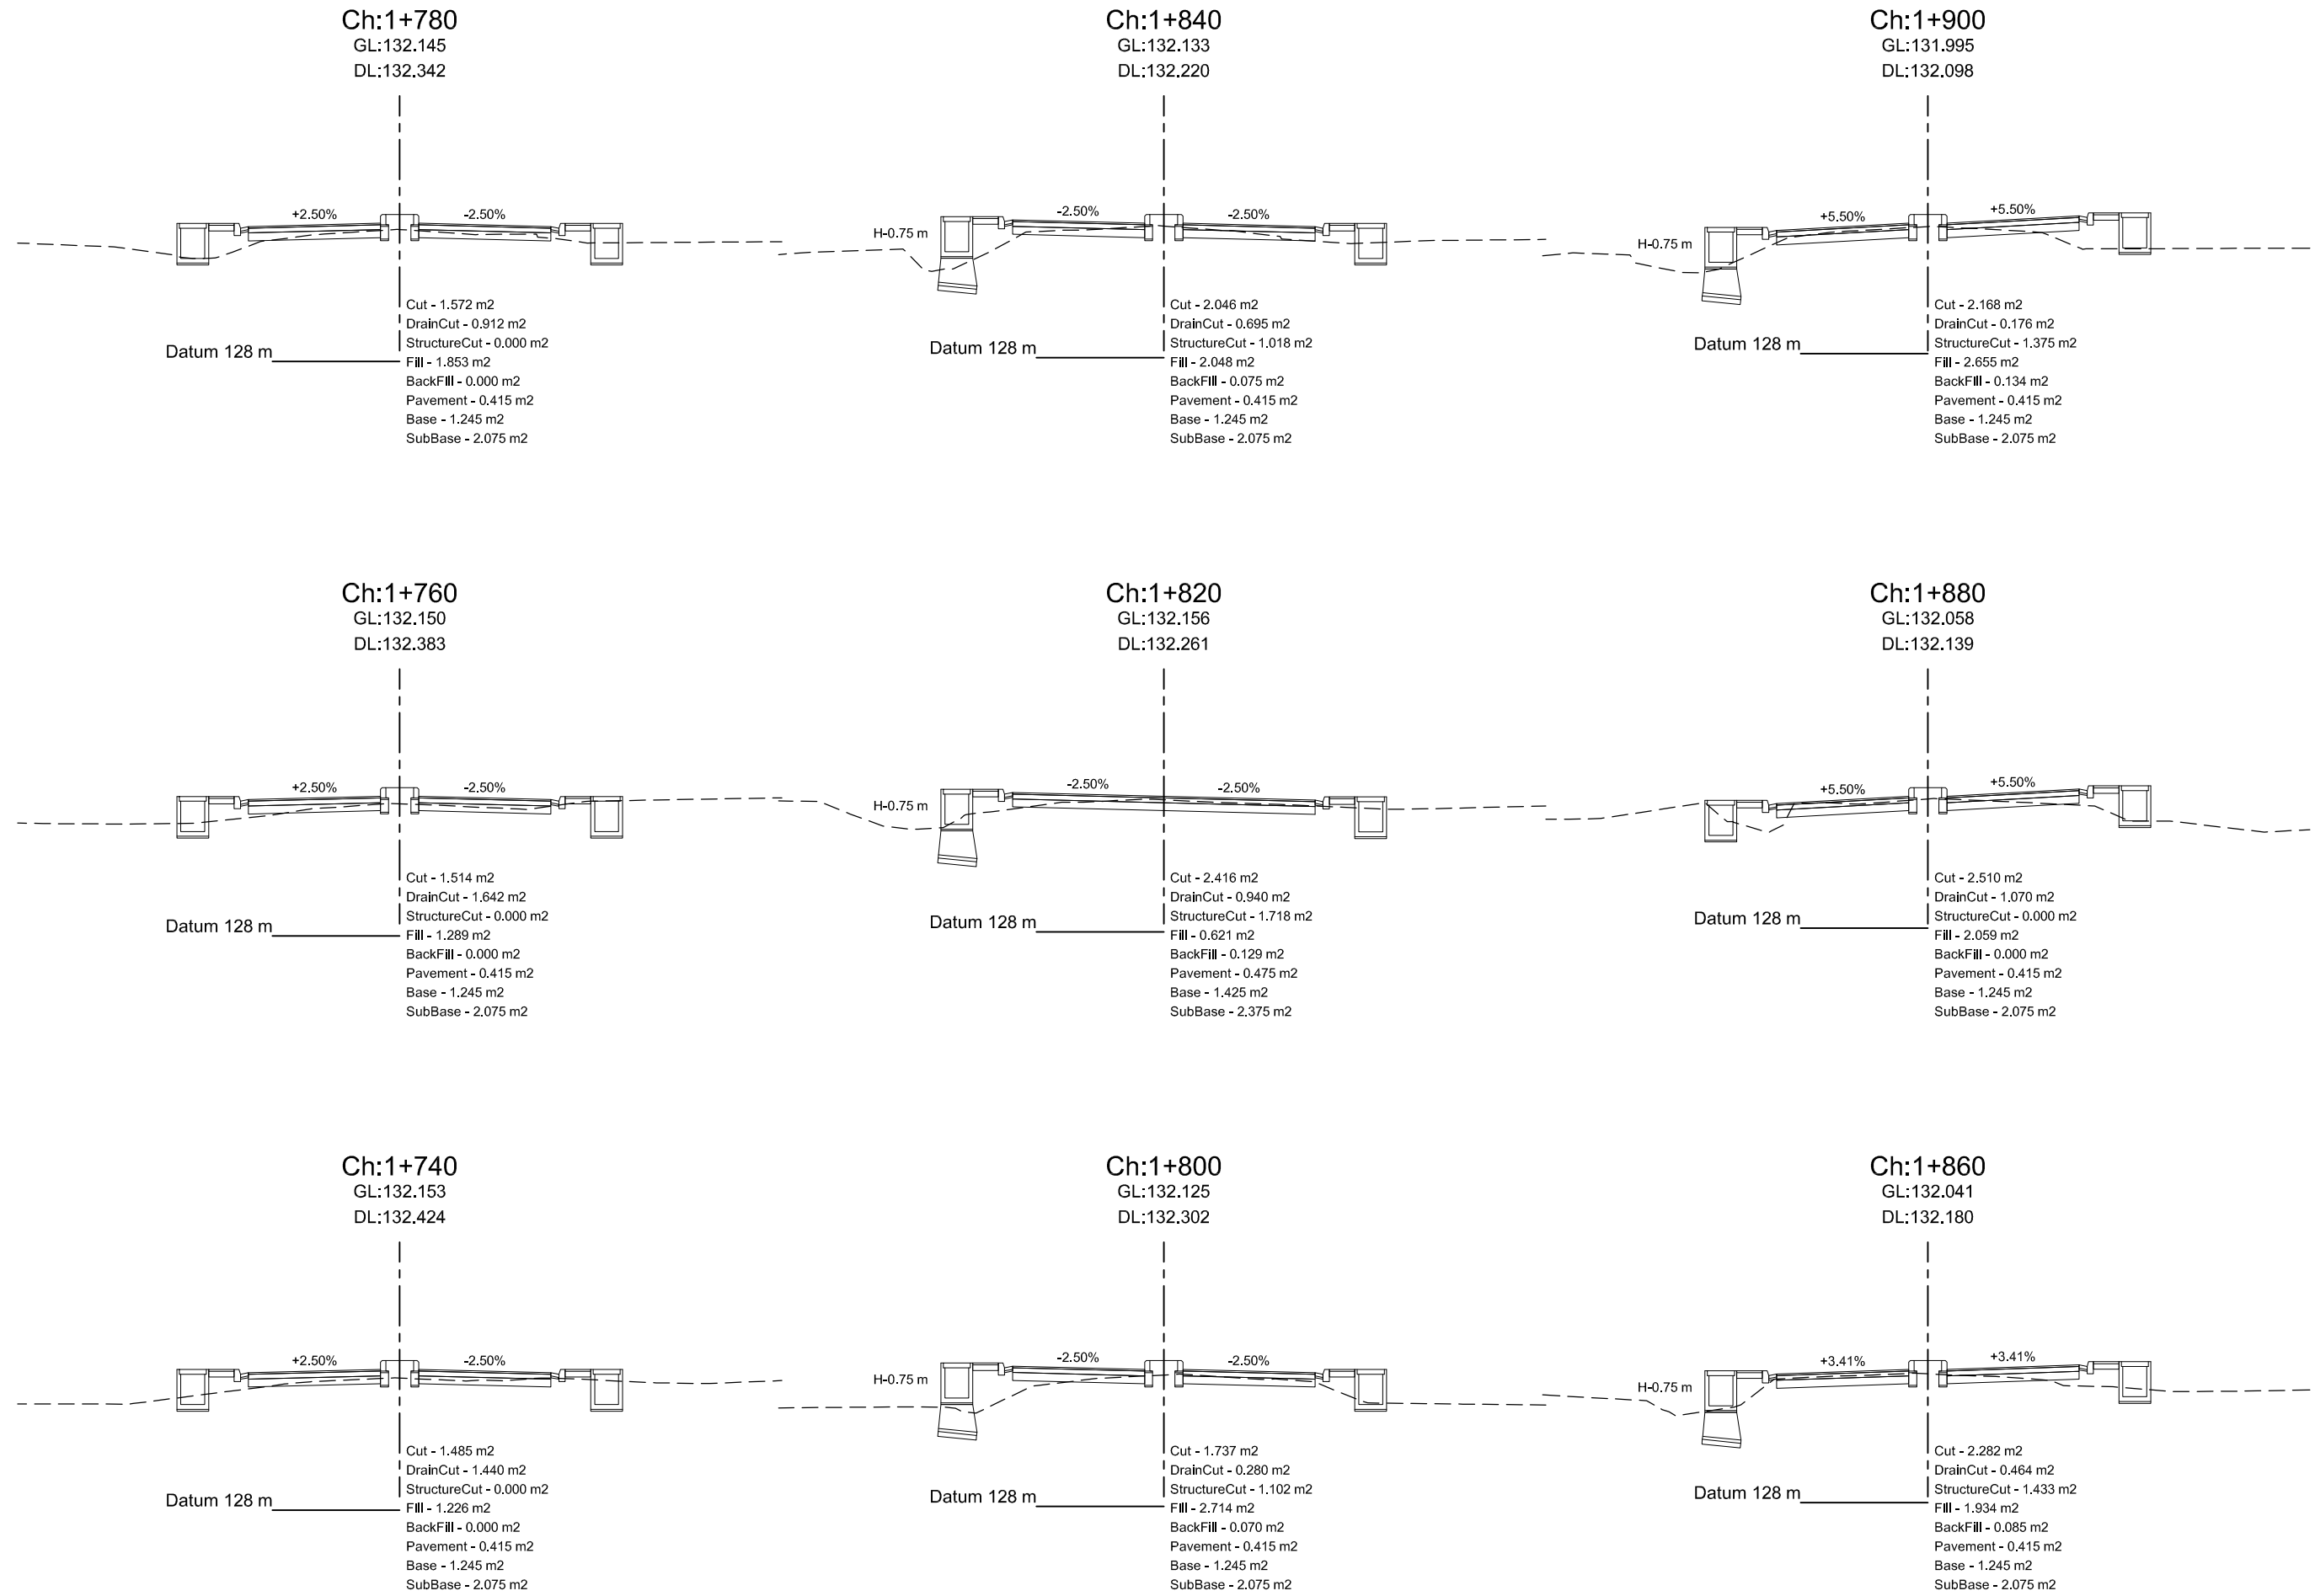 Ch:1+780
GL:132.145
DL:132.342
+2.50%
-2.50%
Cut - 1.572 m2
DrainCut - 0.912 m2
StructureCut - 0.000 m2
Datum 128 m
Fill - 1.853 m2
BackFill - 0.000 m2
Pavement - 0.415 m2
Base - 1.245 m2
SubBase - 2.075 m2
Ch:1+840
GL:132.133
DL:132.220
-2.50%
-2.50%
H-0.75 m
Cut - 2.046 m2
DrainCut - 0.695 m2
StructureCut - 1.018 m2
Datum 128 m
Fill - 2.048 m2
BackFill - 0.075 m2
Pavement - 0.415 m2
Base - 1.245 m2
SubBase - 2.075 m2
Ch:1+900
GL:131.995
DL:132.098
+5.50%
+5.50%
H-0.75 m
Cut - 2.168 m2
DrainCut - 0.176 m2
StructureCut - 1.375 m2
Datum 128 m
Fill - 2.655 m2
BackFill - 0.134 m2
Pavement - 0.415 m2
Base - 1.245 m2
SubBase - 2.075 m2
Ch:1+760
GL:132.150
DL:132.383
+2.50%
-2.50%
Cut - 1.514 m2
DrainCut - 1.642 m2
StructureCut - 0.000 m2
Datum 128 m
Fill - 1.289 m2
BackFill - 0.000 m2
Pavement - 0.415 m2
Base - 1.245 m2
SubBase - 2.075 m2
Ch:1+820
GL:132.156
DL:132.261
-2.50%
-2.50%
H-0.75 m
Cut - 2.416 m2
DrainCut - 0.940 m2
StructureCut - 1.718 m2
Datum 128 m
Fill - 0.621 m2
BackFill - 0.129 m2
Pavement - 0.475 m2
Base - 1.425 m2
SubBase - 2.375 m2
Ch:1+880
GL:132.058
DL:132.139
+5.50%
+5.50%
Cut - 2.510 m2
DrainCut - 1.070 m2
StructureCut - 0.000 m2
Datum 128 m
Fill - 2.059 m2
BackFill - 0.000 m2
Pavement - 0.415 m2
Base - 1.245 m2
SubBase - 2.075 m2
Ch:1+740
GL:132.153
DL:132.424
+2.50%
-2.50%
Cut - 1.485 m2
DrainCut - 1.440 m2
StructureCut - 0.000 m2
Datum 128 m
Fill - 1.226 m2
BackFill - 0.000 m2
Pavement - 0.415 m2
Base - 1.245 m2
SubBase - 2.075 m2
Ch:1+800
GL:132.125
DL:132.302
-2.50%
-2.50%
H-0.75 m
Cut - 1.737 m2
DrainCut - 0.280 m2
StructureCut - 1.102 m2
Datum 128 m
Fill - 2.714 m2
BackFill - 0.070 m2
Pavement - 0.415 m2
Base - 1.245 m2
SubBase - 2.075 m2
Ch:1+860
GL:132.041
DL:132.180
+3.41%
+3.41%
H-0.75 m
Cut - 2.282 m2
DrainCut - 0.464 m2
StructureCut - 1.433 m2
Datum 128 m
Fill - 1.934 m2
BackFill - 0.085 m2
Pavement - 0.415 m2
Base - 1.245 m2
SubBase - 2.075 m2